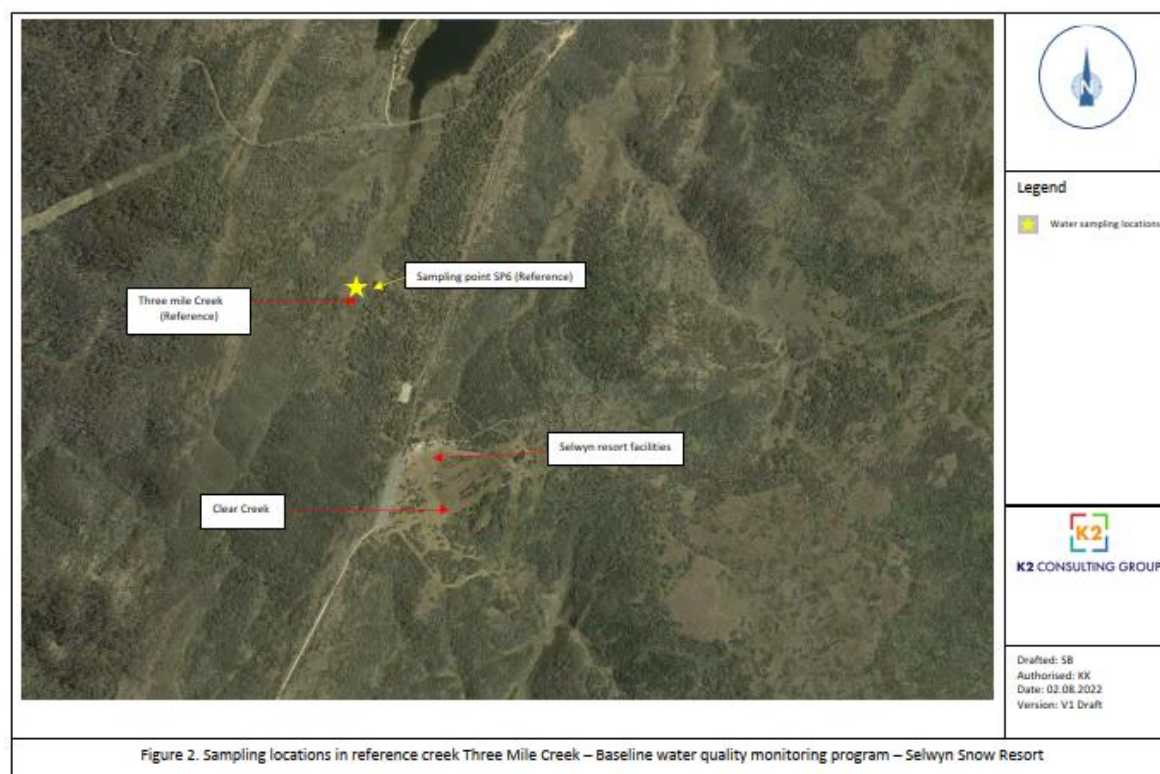 N
Legend
Water sampling locations
Sampling point SP6 (Reference)
Three mile Creek
(Reference)
Selwyn resort facilities
Clear Creek
K2
K2 CONSULTING GROUP
Drafted: SB
Authorised: KK
Date: 02.08.2022
Version: V1 Draft
Figure 2. Sampling locations in reference creek Three Mile Creek – Baseline water quality monitoring program – Selwyn Snow Resort